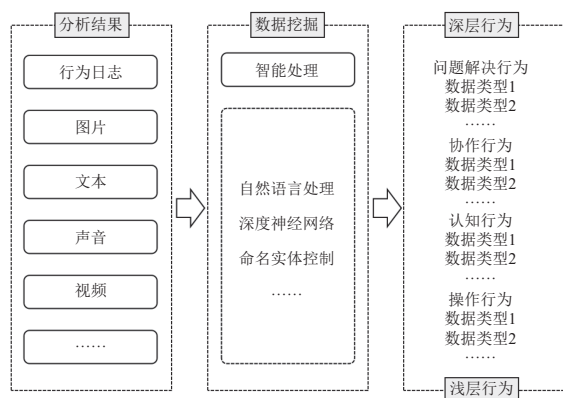 分析结果
行为日志
图片
文本
声音
视频
……
数据挖掘
智能处理
自然语言处理
深度神经网络
命名实体控制
……
深层行为
问题解决行为
数据类型1
数据类型2
……
协作行为
数据类型1
数据类型2
……
认知行为
数据类型1
数据类型2
……
操作行为
数据类型1
数据类型2
……
浅层行为